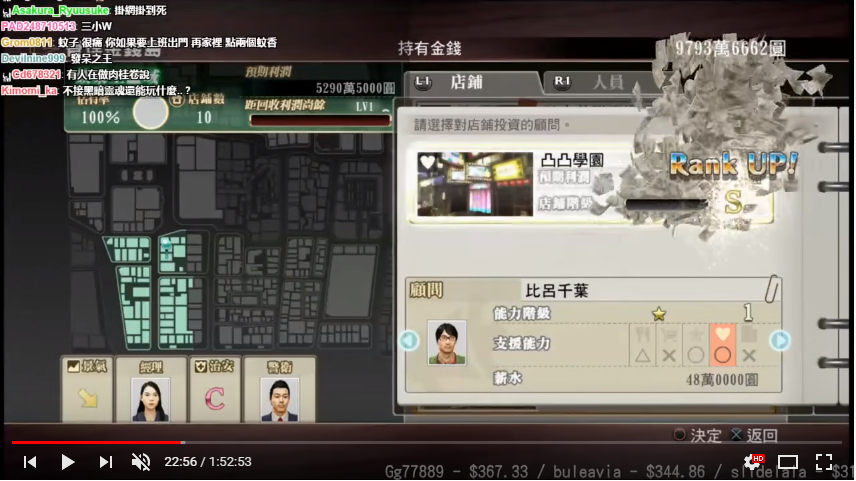 Asakura_Ryuusuke: 掛網掛到死
PAD248710513: 三小W
Grom0811: 蚊子 很痛 你如果要上班出門 再家裡 點兩個蚊香
Devilnine999: 發呆之王
Gd678321: 有人在做肉桂卷說
Kimomi_ka: 不接黑暗靈魂還能玩什麼..?
持有金錢
9793萬6662圓
預期利潤
5290萬5000圓
L1 店鋪
R1 人員
佔有率
100%
店鋪數
10
距回收利潤尚餘 LV1
請選擇對店鋪投資的顧問。
凸凸學園
預期利潤
店鋪階級
Rank UP!
S
顧問
比呂千葉
能力階級
1
支援能力
薪水
48萬0000圓
景氣
經理
治安
C
警衛
決定
返回
22:56 / 1:52:53
HD
Gg77889 - $367.33 / buleavia - $344.86 / slidelala - $31